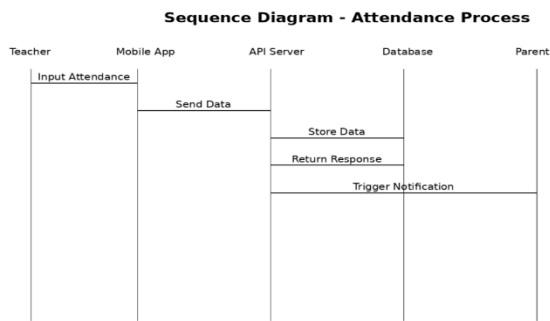 Sequence Diagram - Attendance Process
Teacher
Mobile App
API Server
Database
Parent
Input Attendance
Send Data
Store Data
Return Response
Trigger Notification